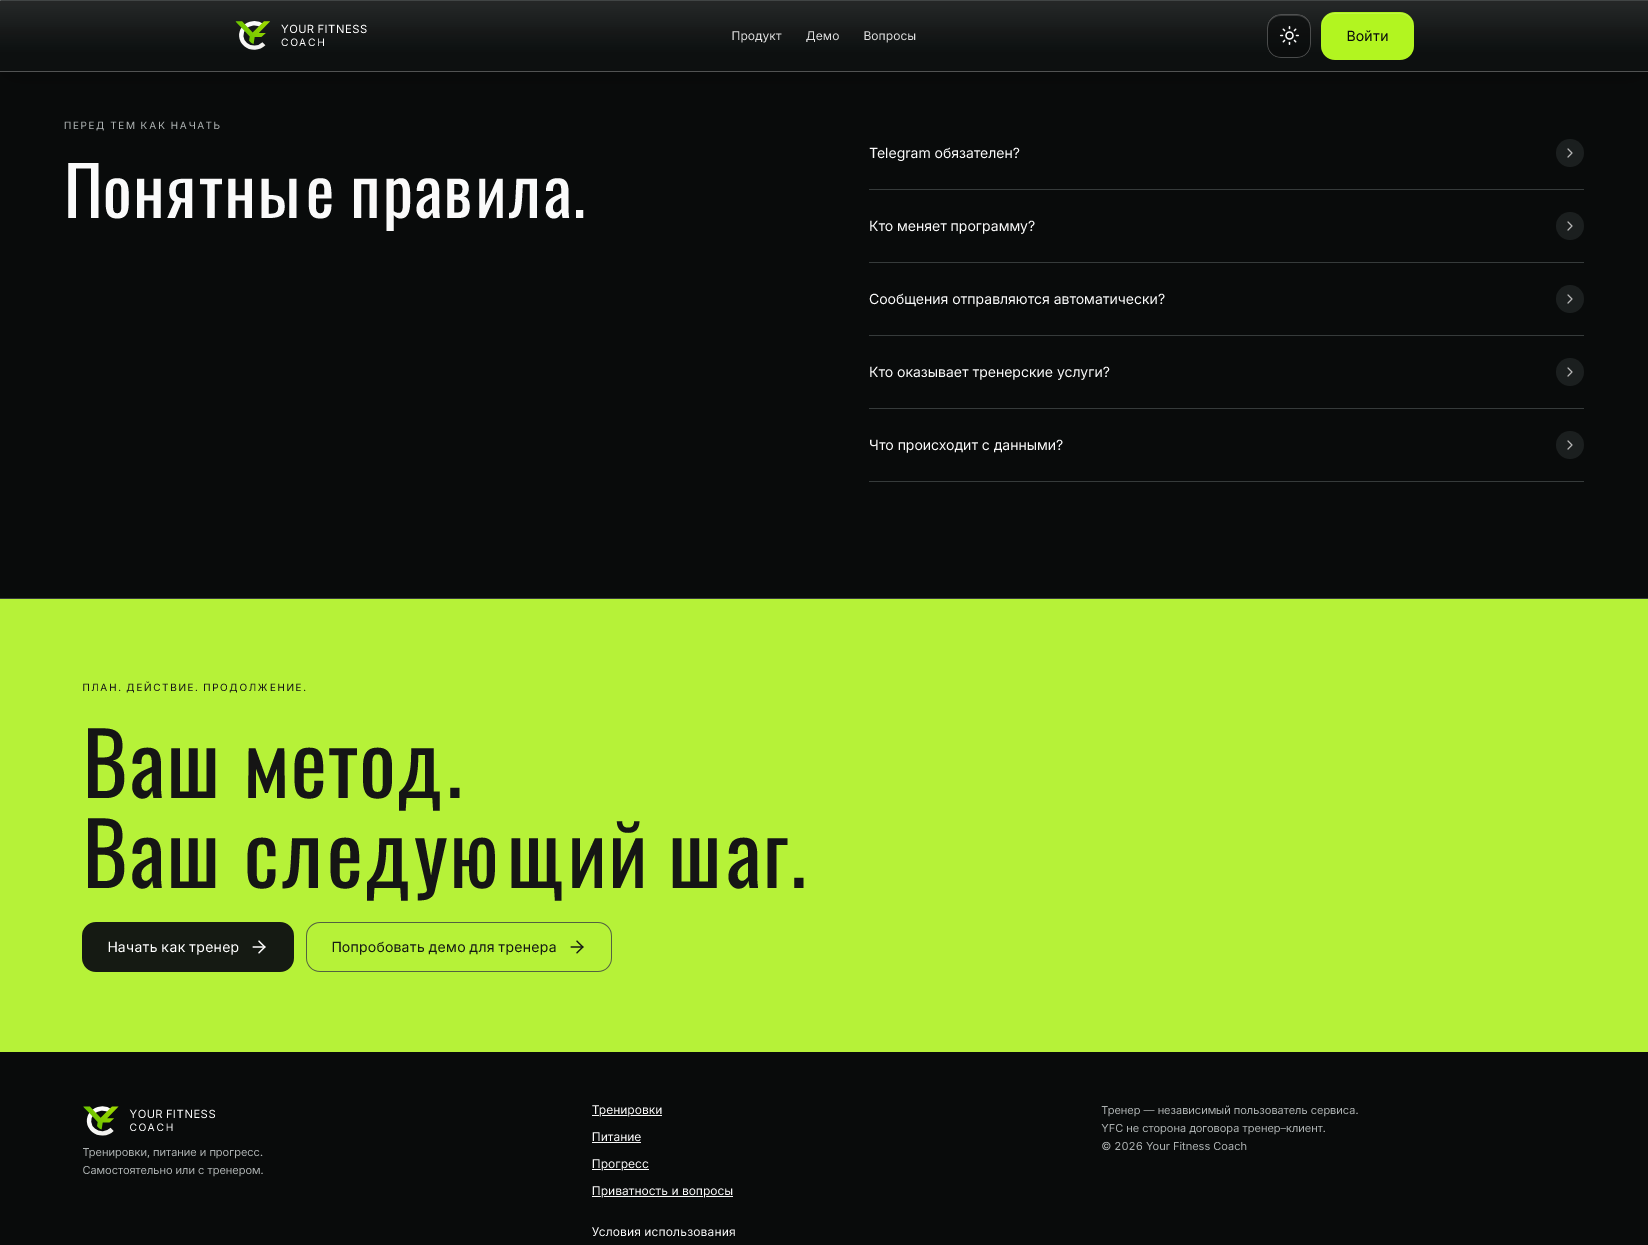 YOUR FITNESS
COACH
Продукт
Демо
Вопросы
Войти
ПЕРЕД ТЕМ КАК НАЧАТЬ
Понятные правила.
Telegram обязателен?
Кто меняет программу?
Сообщения отправляются автоматически?
Кто оказывает тренерские услуги?
Что происходит с данными?
ПЛАН. ДЕЙСТВИЕ. ПРОДОЛЖЕНИЕ.
Ваш метод.
Ваш следующий шаг.
Начать как тренер
Попробовать демо для тренера
YOUR FITNESS
COACH
Тренировки, питание и прогресс.
Самостоятельно или с тренером.
Тренировки
Питание
Прогресс
Приватность и вопросы
Условия использования
Тренер — независимый пользователь сервиса.
YFC не сторона договора тренер–клиент.
© 2026 Your Fitness Coach